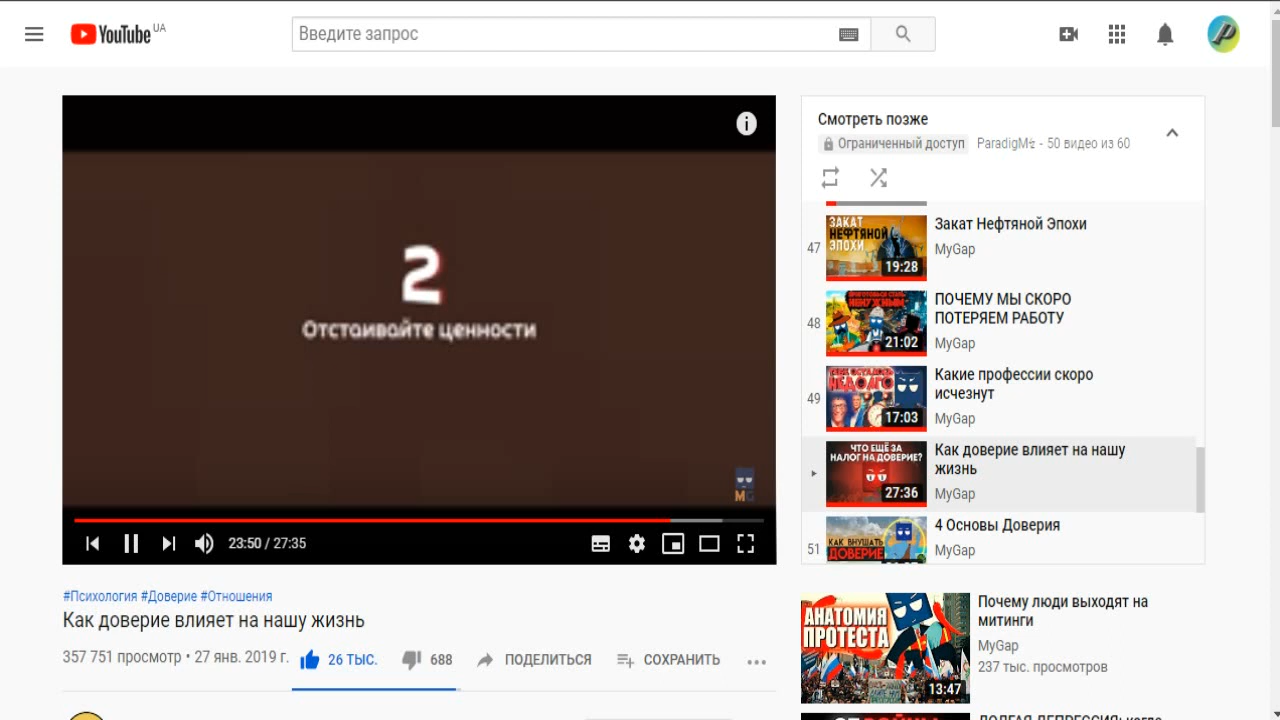 YouTube UA
Введите запрос
2
Отстаивайте ценности
MG
23:50 / 27:35
#Психология #Доверие #Отношения
Как доверие влияет на нашу жизнь
357 751 просмотр • 27 янв. 2019 г.
26 ТЫС.
688
ПОДЕЛИТЬСЯ
СОХРАНИТЬ
Смотреть позже
Ограниченный доступ
- 50 видео из 60
47
ЗАКАТ
НЕФТЯНОЙ
ЭПОХИ
19:28
Закат Нефтяной Эпохи
MyGap
48
21:02
ПОЧЕМУ МЫ СКОРО
ПОТЕРЯЕМ РАБОТУ
MyGap
49
НЕДОЛГО
17:03
Какие профессии скоро
исчезнут
MyGap
ЧТО ЕЩЁ ЗА
НАЛОГ НА ДОВЕРИЕ?
27:36
Как доверие влияет на нашу
жизнь
MyGap
51
КАК ВНУШАТЬ
ДОВЕРИЕ
4 Основы Доверия
MyGap
АНАТОМИЯ
ПРОТЕСТА
13:47
Почему люди выходят на
митинги
MyGap
237 тыс. просмотров